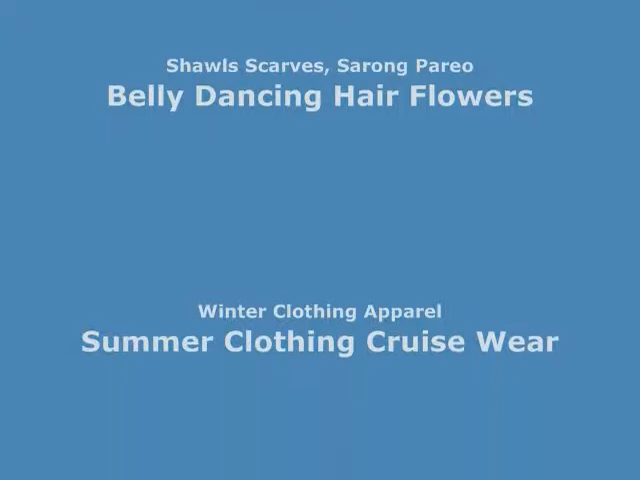 Shawls Scarves, Sarong Pareo
Belly Dancing Hair Flowers
Winter Clothing Apparel
Summer Clothing Cruise Wear